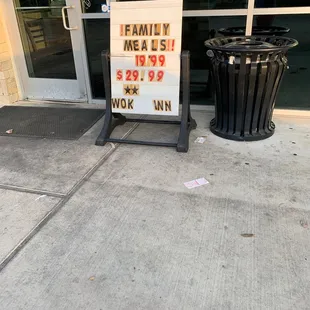 !FAMILY
MEALS!!
19.99
$29.99
★★
WOK INN